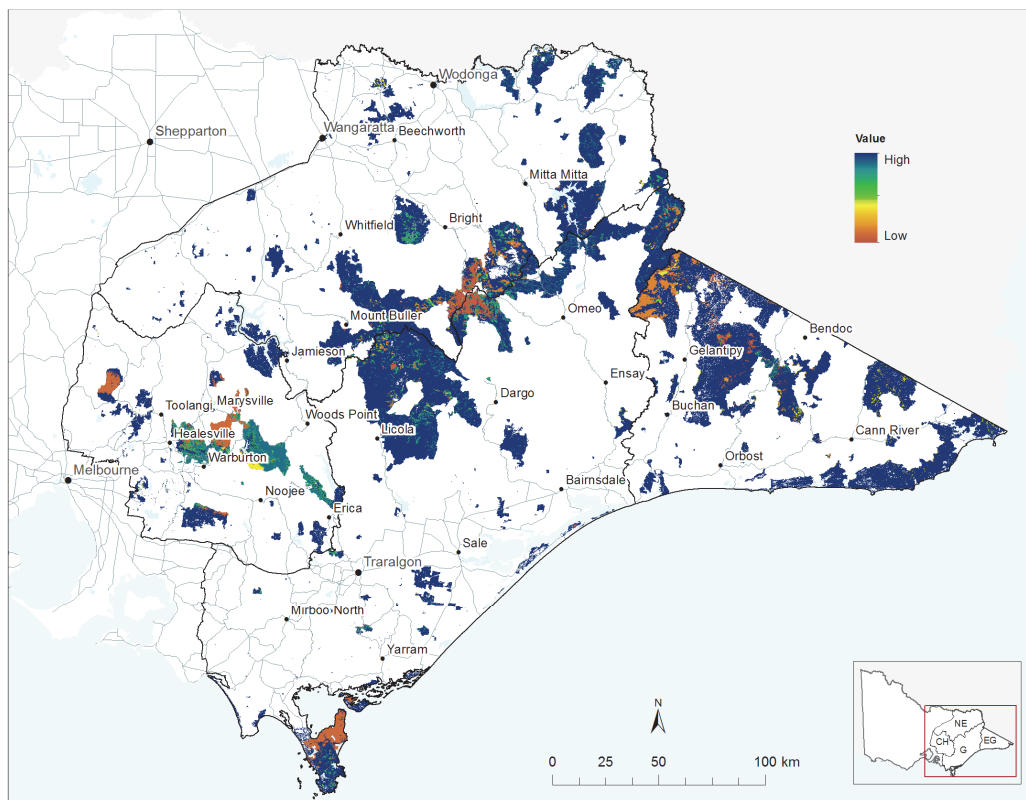 Wodonga
Shepparton
Wangaratta
Beechworth
Value
High
Low
Mitta Mitta
Bright
Whitfield
Mount Buller
Omeo
Bendoc
Jamieson
Gelantipy
Ensay
Dargo
Marysville
Toolangi
Woods Point
Buchan
Licola
Healesville
Cann River
Warburton
Orbost
Melbourne
Bairnsdale
Noojee
Erica
Sale
Traralgon
Mirboo North
Yarram
N
0 25 50 100 km
NE
CH
G
EG